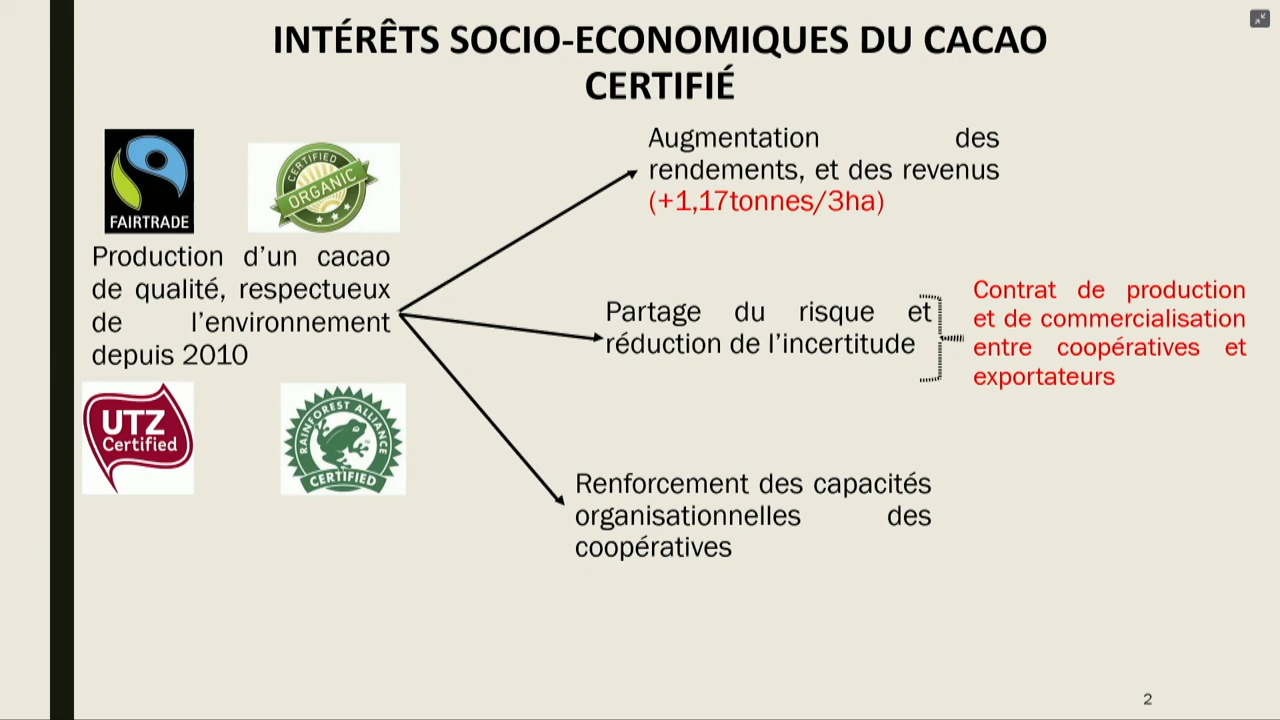 INTÉRÊTS SOCIO-ECONOMIQUES DU CACAO
CERTIFIÉ
FAIRTRADE
CERTIFIED
ORGANIC
Production d’un cacao
de qualité, respectueux
de l’environnement
depuis 2010
UTZ
Certified
RAINFOREST ALLIANCE
CERTIFIED
Augmentation des
rendements, et des revenus
(+1,17tonnes/3ha)
Partage du risque et
réduction de l’incertitude
Contrat de production
et de commercialisation
entre coopératives et
exportateurs
Renforcement des capacités
organisationnelles des
coopératives
2